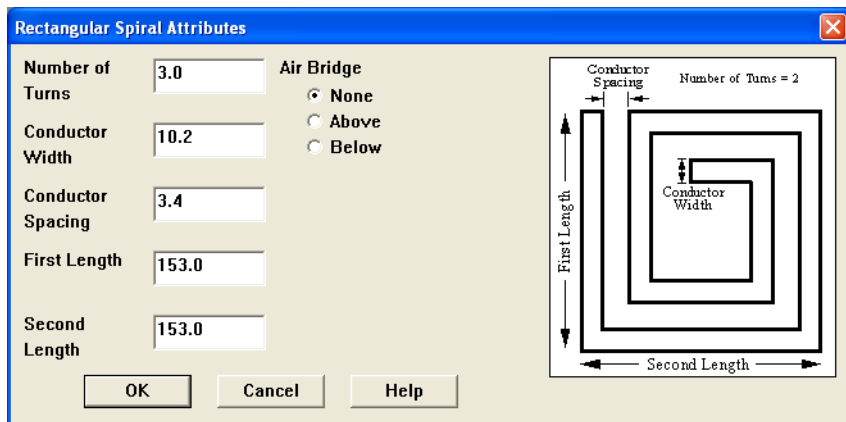 Rectangular Spiral Attributes
Number of
Turns
3.0
Conductor
Width
10.2
Conductor
Spacing
3.4
First Length
153.0
Second
Length
153.0
Air Bridge
None
Above
Below
OK
Cancel
Help
Conductor
Spacing
Number of Turns = 2
Conductor
Width
First Length
Second Length